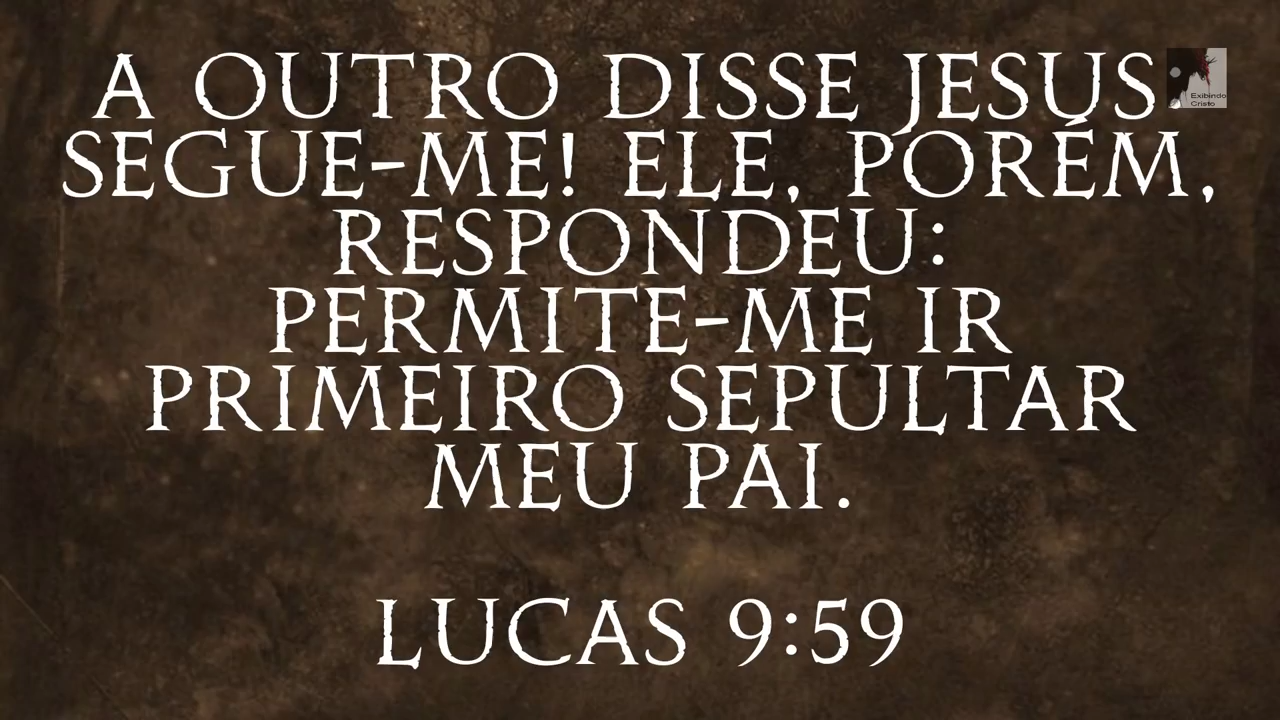 A OUTRO DISSE JESUS
SEGUE-ME! ELE, PORÉM,
RESPONDEU:
PERMITE-ME IR
PRIMEIRO SEPULTAR
MEU PAI.
LUCAS 9:59
Exibindo
Cristo